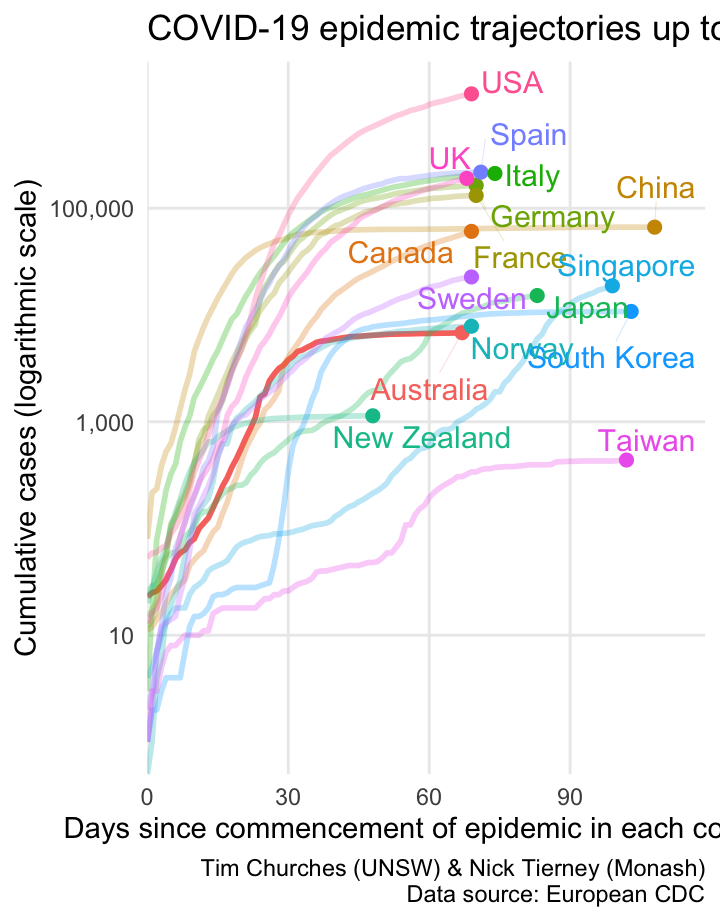 COVID-19 epidemic trajectories up to
USA
Spain
UK
Italy
China
100,000
Germany
Canada
France
Singapore
Sweden
Japan
Norway
South Korea
Australia
1,000
New Zealand
Taiwan
10
Cumulative cases (logarithmic scale)
0 30 60 90
Days since commencement of epidemic in each co
Tim Churches (UNSW) & Nick Tierney (Monash)
Data source: European CDC